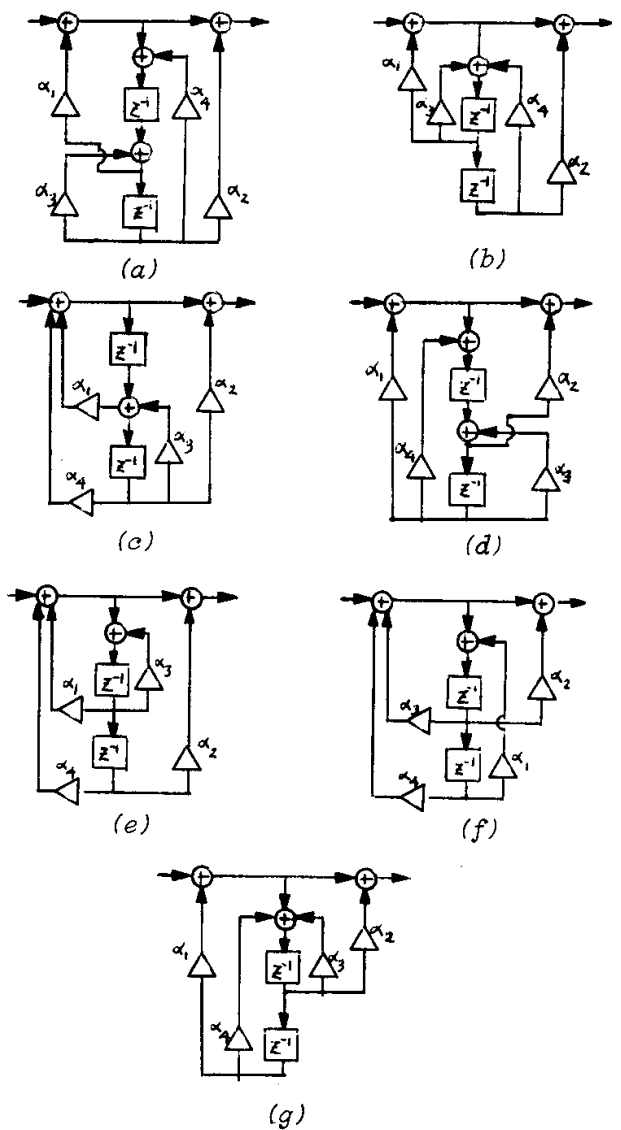 + + + +
α1 + α4 α1 + α4
z⁻¹ α3 z⁻¹
+
α3 z⁻¹ α2 z⁻¹ α2
(a) (b)
+ + + +
z⁻¹ α2 + α2
α1 + α1 z⁻¹
α3 +
z⁻¹ α4 α3
α4 z⁻¹
(c) (d)
+ + + +
+ α3 +
α1 z⁻¹ z⁻¹ α2
α3
z⁻¹ α2 z⁻¹ α1
α4 α4
(e) (f)
+ +
+ α2
α1 z⁻¹ α3
α4 z⁻¹
(g)